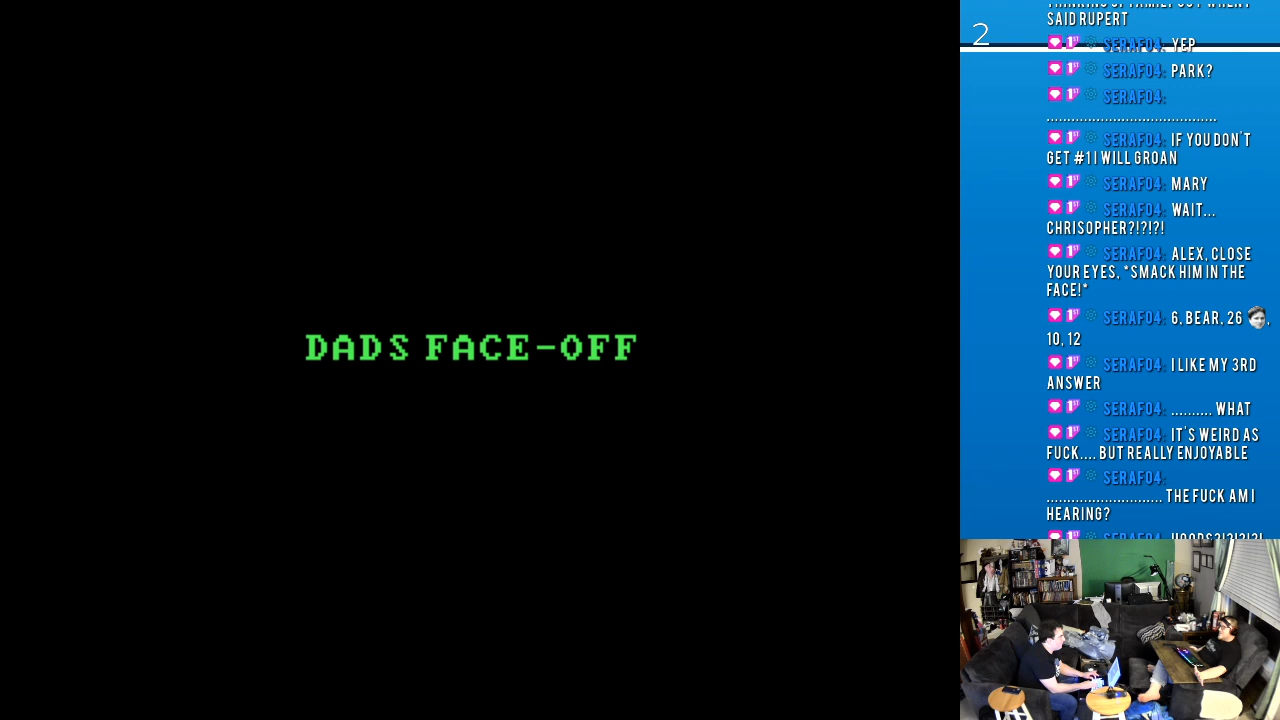 DADS FACE-OFF
2
SAID RUPERT
SERAF04: YEP
SERAF04: PARK?
SERAF04:
..........................................
SERAF04: IF YOU DON'T
GET #1 I WILL GROAN
SERAF04: MARY
SERAF04: WAIT...
CHRISOPHER?!?!?!
SERAF04: ALEX, CLOSE
YOUR EYES, *SMACK HIM IN THE
FACE!*
SERAF04: 6, BEAR, 26 ,
10, 12
SERAF04: I LIKE MY 3RD
ANSWER
SERAF04: .......... WHAT
SERAF04: IT'S WEIRD AS
FUCK.... BUT REALLY ENJOYABLE
SERAF04:
............................ THE FUCK AM I
HEARING?